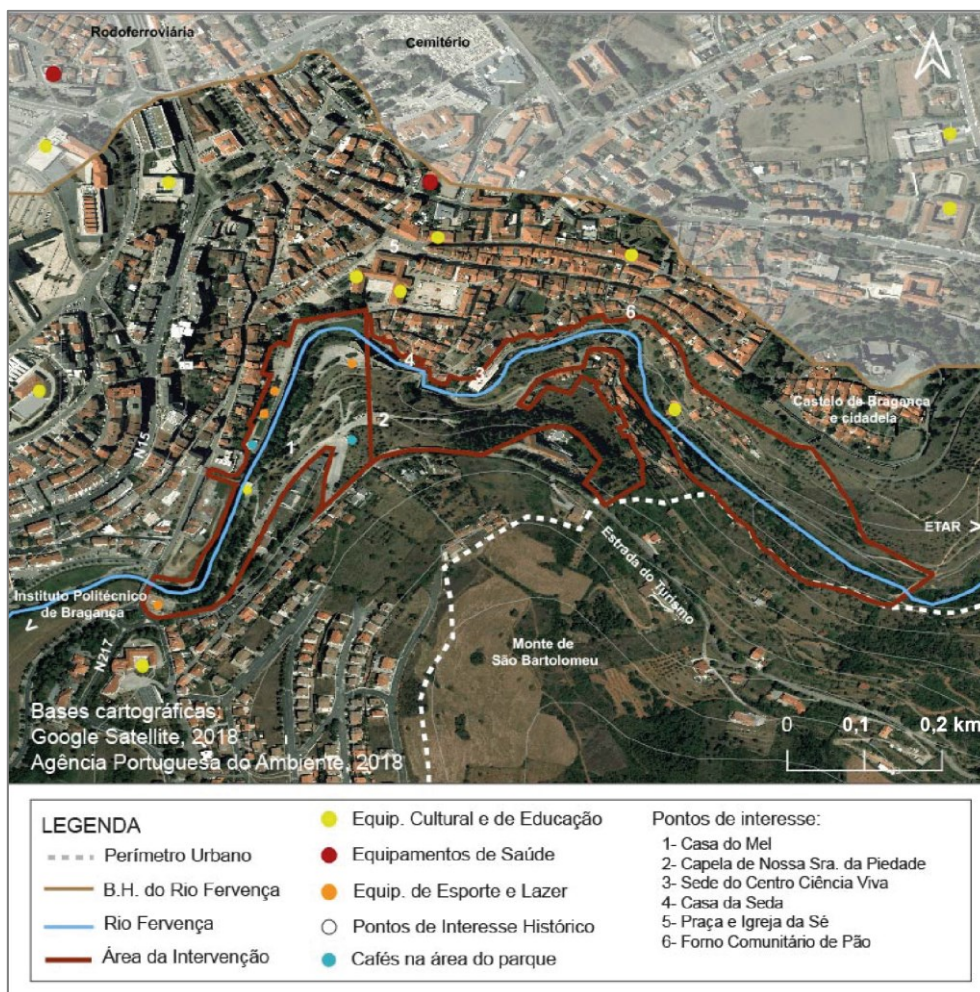 Rodoferroviária
Cemitério
5
6
4
3
Castelo de Bragança
e cidadela
N15
1
2
ETAR
Estrada do Turismo
Instituto Politécnico
de Bragança
N217
Monte de
São Bartolomeu
Bases cartográficas:
Google Satellite, 2018
Agência Portuguesa do Ambiente, 2018
0 0,1 0,2 km
LEGENDA
Perímetro Urbano
B.H. do Rio Fervença
Rio Fervença
Área da Intervenção
Equip. Cultural e de Educação
Equipamentos de Saúde
Equip. de Esporte e Lazer
Pontos de Interesse Histórico
Cafés na área do parque
Pontos de interesse:
1- Casa do Mel
2- Capela de Nossa Sra. da Piedade
3- Sede do Centro Ciência Viva
4- Casa da Seda
5- Praça e Igreja da Sé
6- Forno Comunitário de Pão